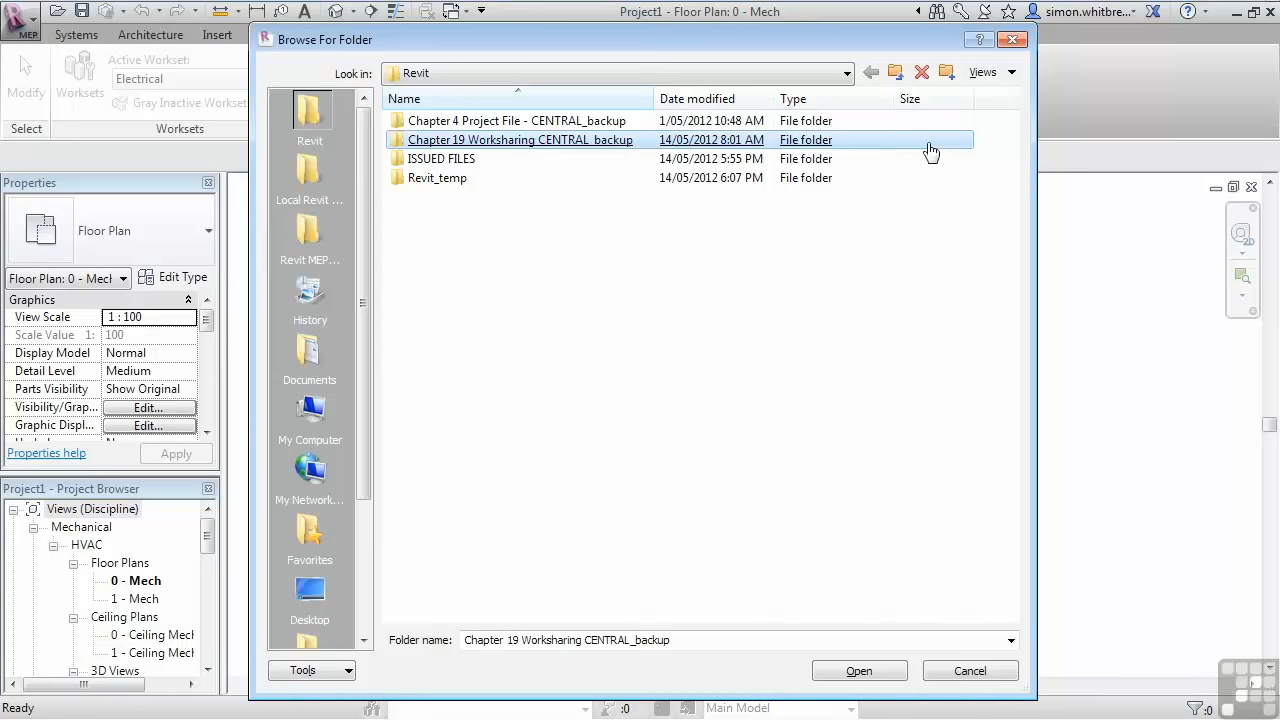 Project1 - Floor Plan: 0 - Mech
simon.whitbre...
MEP
Systems
Architecture
Insert
Modify
Worksets
Active Workset:
Electrical
Gray Inactive Workset
Select
Worksets
Browse For Folder
Look in:
Revit
Views
Name
Date modified
Type
Size
Chapter 4 Project File - CENTRAL_backup 1/05/2012 10:48 AM File folder
Chapter 19 Worksharing CENTRAL_backup 14/05/2012 8:01 AM File folder
ISSUED FILES 14/05/2012 5:55 PM File folder
Revit_temp 14/05/2012 6:07 PM File folder
Revit
Local Revit ...
Revit MEP...
History
Documents
My Computer
My Network...
Favorites
Desktop
Folder name: Chapter 19 Worksharing CENTRAL_backup
Tools
Open
Cancel
Properties
Floor Plan
Floor Plan: 0 - Mecl
Edit Type
Graphics
View Scale 1 : 100
Scale Value 1: 100
Display Model Normal
Detail Level Medium
Parts Visibility Show Original
Visibility/Grap... Edit...
Graphic Displ... Edit...
Properties help
Apply
Project1 - Project Browser
Views (Discipline)
Mechanical
HVAC
Floor Plans
0 - Mech
1 - Mech
Ceiling Plans
0 - Ceiling Mecl
1 - Ceiling Mecl
3D Views
Ready
:0
Main Model
:0
2D